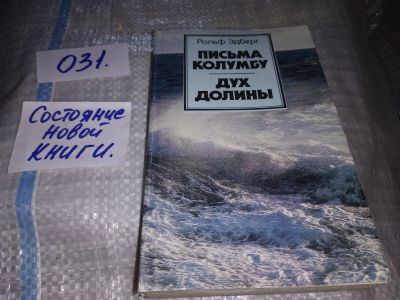 031.
Состояние
новой
книги.
Рольф Эдберг
ПИСЬМА
КОЛУМБУ
ДУХ
ДОЛИНЫ